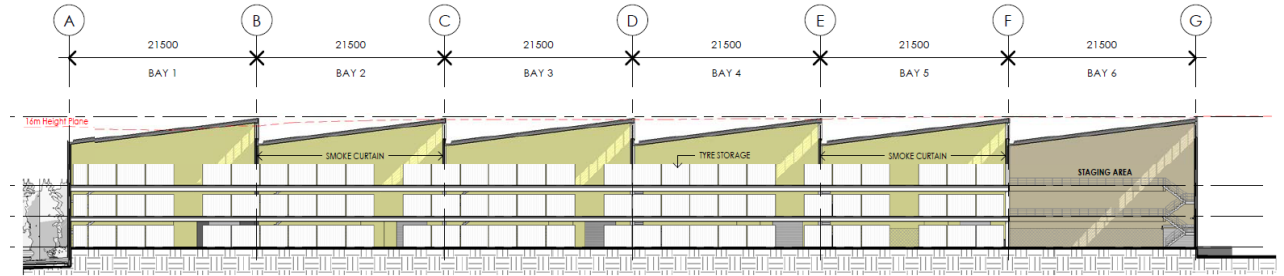 A B C D E F G
21500 21500 21500 21500 21500 21500
BAY 1 BAY 2 BAY 3 BAY 4 BAY 5 BAY 6
16m Height Plane
SMOKE CURTAIN TYRE STORAGE SMOKE CURTAIN
STAGING AREA